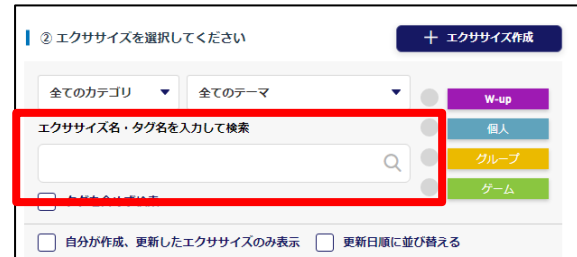 ② エクササイズを選択してください
＋ エクササイズ作成
全てのカテゴリ ▼ 全てのテーマ ▼
W-up
エクササイズ名・タグ名を入力して検索
個人
グループ
ゲーム
自分が作成、更新したエクササイズのみ表示 更新日順に並び替える